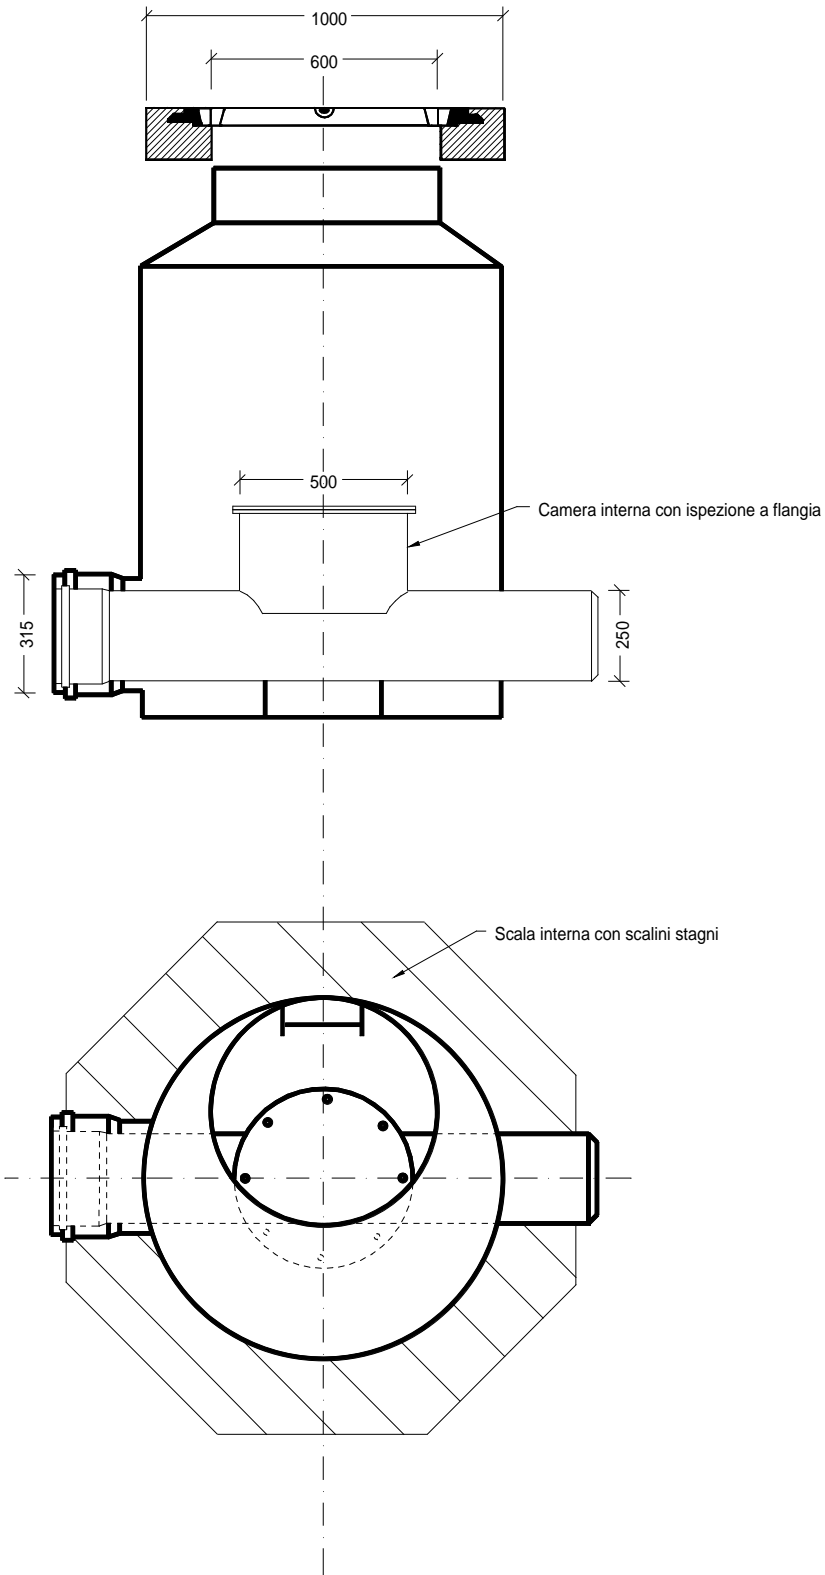 1000
600
500
Camera interna con ispezione a flangia
315
250
Scala interna con scalini stagni